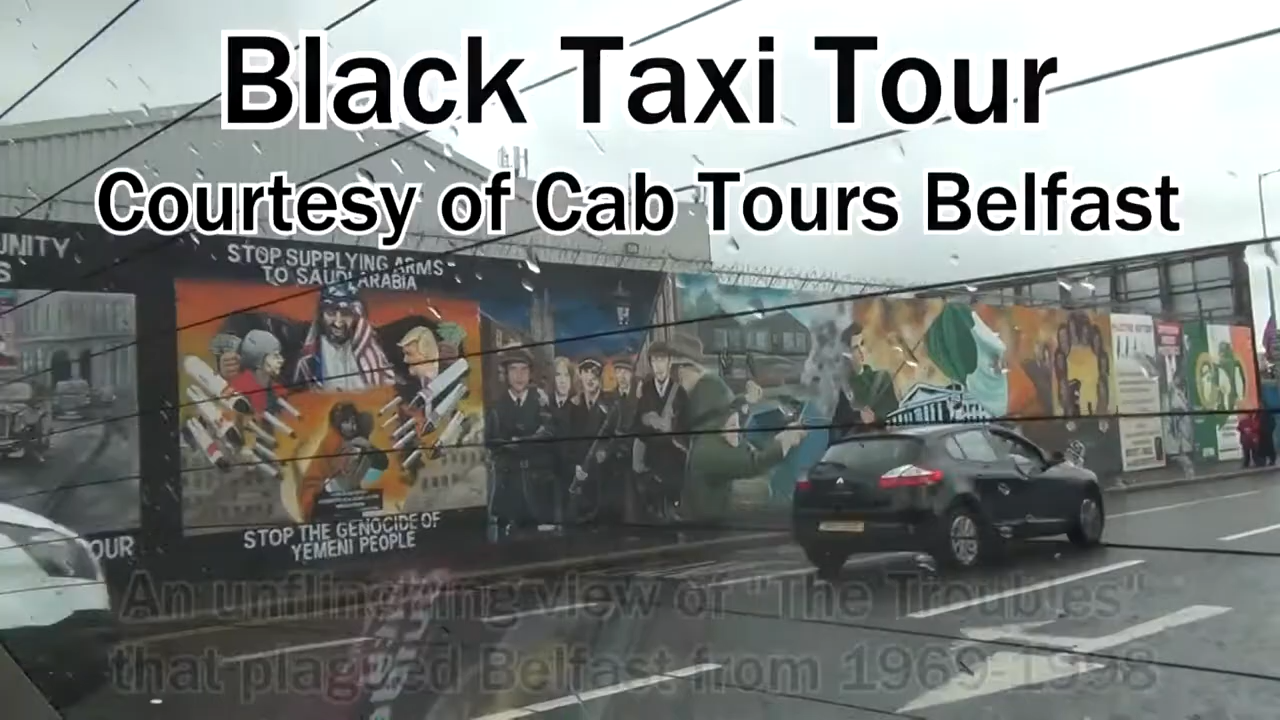 Black Taxi Tour
Courtesy of Cab Tours Belfast
UNITY
S
STOP SUPPLYING ARMS
TO SAUDI ARABIA
STOP THE GENOCIDE OF
YEMENI PEOPLE
OUR
An unflinching view of "The Troubles"
that plagued Belfast from 1969-1998